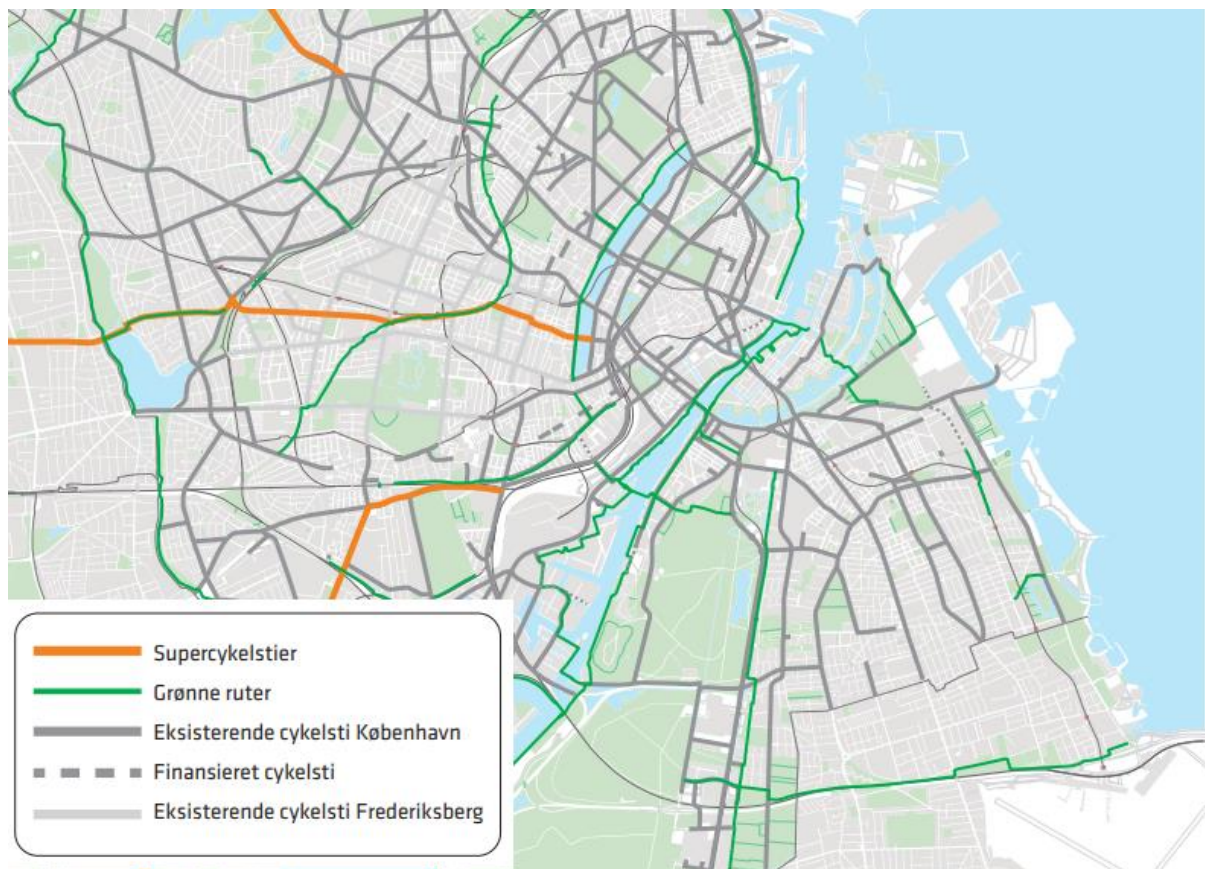 Supercykelstier
Grønne ruter
Eksisterende cykelsti København
Finansieret cykelsti
Eksisterende cykelsti Frederiksberg